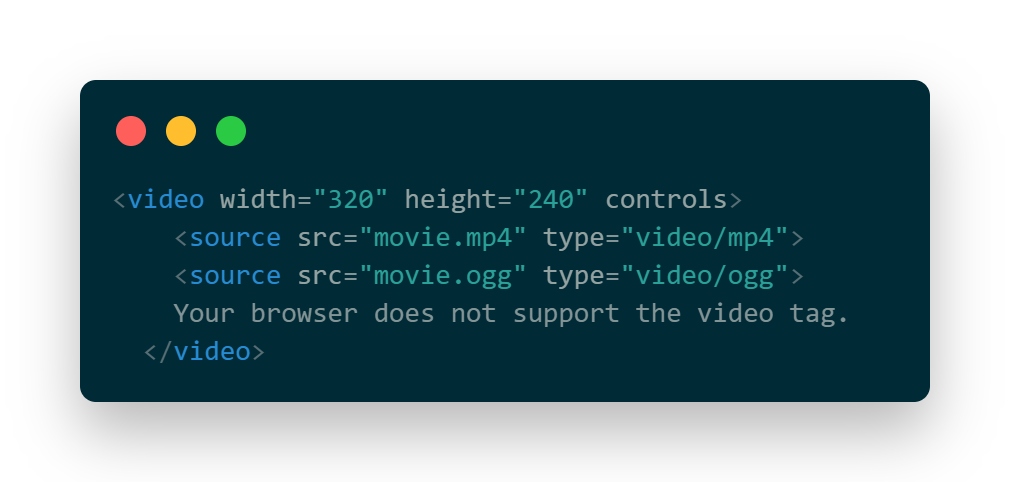 <video width="320" height="240" controls>
    <source src="movie.mp4" type="video/mp4">
    <source src="movie.ogg" type="video/ogg">
    Your browser does not support the video tag.
  </video>